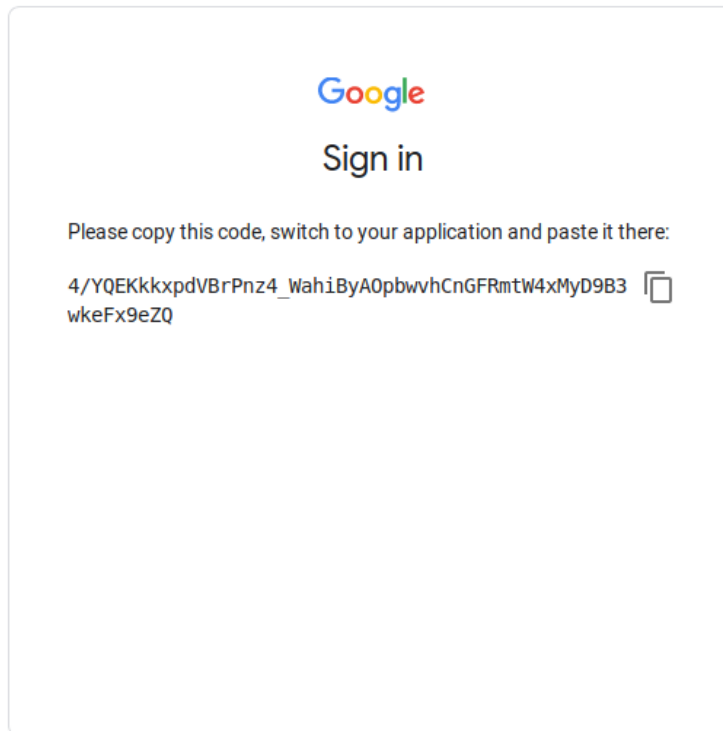 Google
Sign in
Please copy this code, switch to your application and paste it there:
4/YQEKkkxpdVBrPnz4_WahiByAOpbwvhCnGFRmtW4xMyD9B3
wkeFx9eZQ